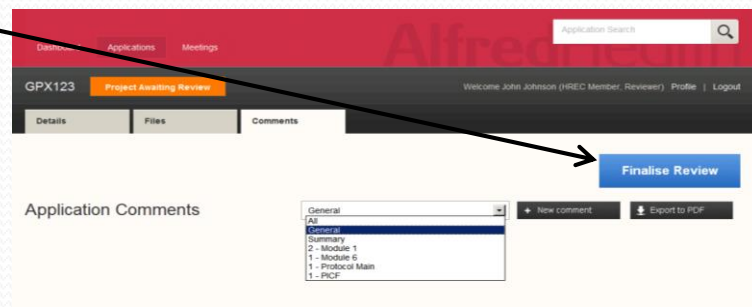 Application Search
AlfredHealth
Dashboard Applications Meetings
GPX123 Project Awaiting Review Welcome John Johnson (HREC Member, Reviewer) Profile | Logout
Details Files Comments
Finalise Review
Application Comments General + New comment Export to PDF
All
General
Summary
2 - Module 1
1 - Module 6
1 - Protocol Main
1 - PICF